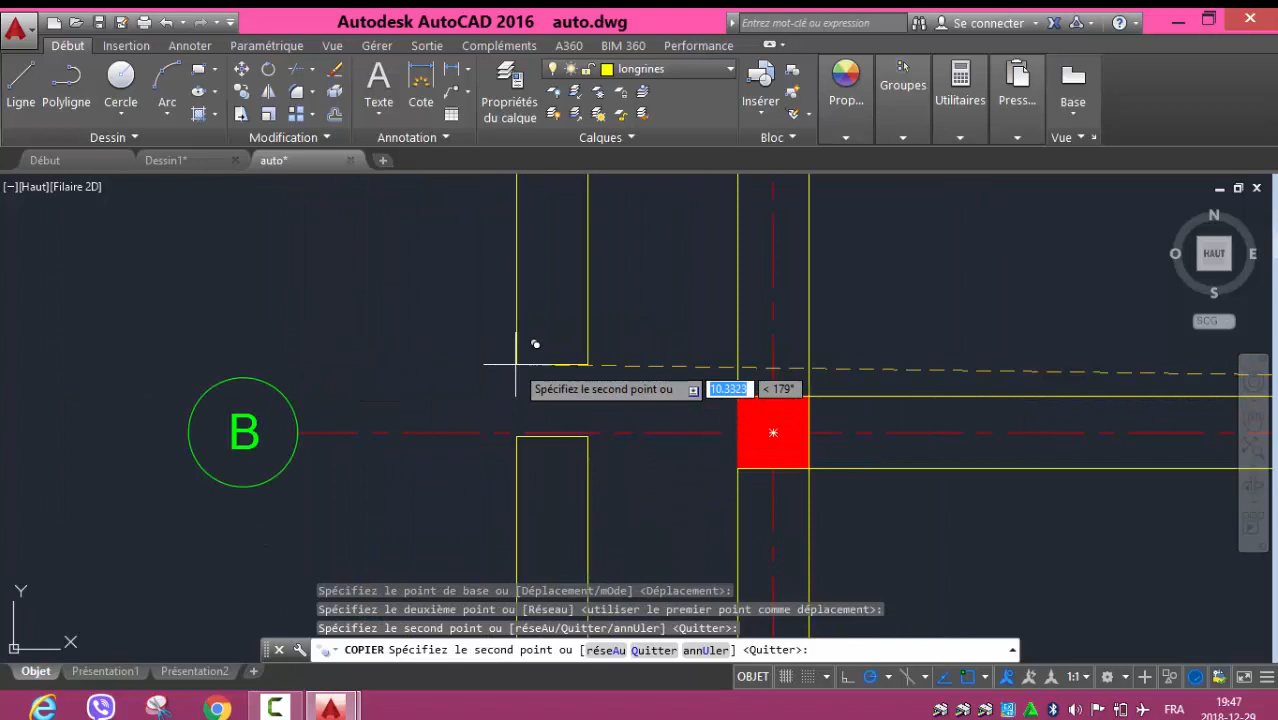 Autodesk AutoCAD 2016 auto.dwg
Entrez mot-clé ou expression
Se connecter
Début Insertion Annoter Paramétrique Vue Gérer Sortie Compléments A360 BIM 360 Performance
longrines
Ligne Polyligne Cercle Arc
Texte Cote
Propriétés du calque
Insérer
Prop... Groupes Utilitaires Press... Base
Dessin Modification Annotation Calques Bloc Vue
Début Dessin1* auto*
[−][Haut][Filaire 2D]
N
O HAUT E
S
SCG
Spécifiez le second point ou 10.3323 < 179°
B
Spécifiez le point de base ou [Déplacement/mOde] <Déplacement>:
Spécifiez le deuxième point ou [Réseau] <utiliser le premier point comme déplacement>:
Spécifiez le second point ou [réseAu/Quitter/annUler] <Quitter>:
COPIER Spécifiez le second point ou [réseAu Quitter annUler] <Quitter>:
Y
X
Objet Présentation1 Présentation2
OBJET 1:1
FRA
19:47
2018-12-29